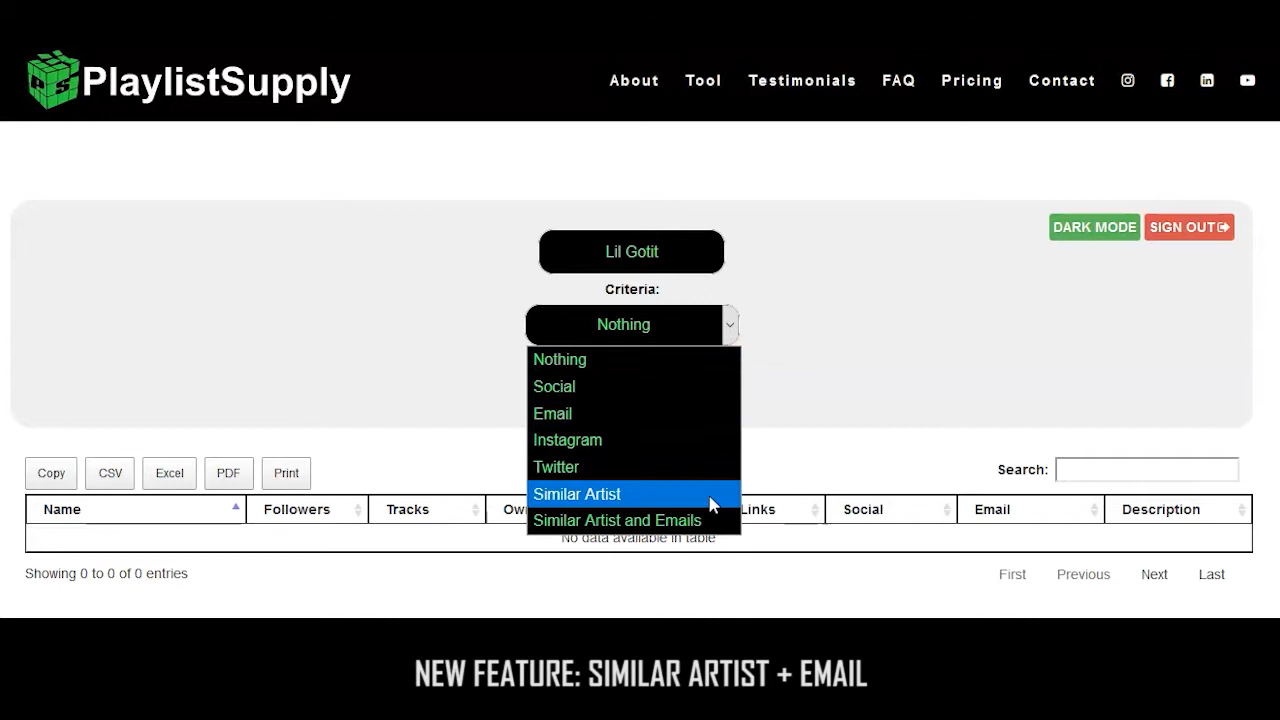 PlaylistSupply
About Tool Testimonials FAQ Pricing Contact
DARK MODE SIGN OUT
Lil Gotit
Criteria:
Nothing
Nothing
Social
Email
Instagram
Twitter
Similar Artist
Similar Artist and Emails
Copy CSV Excel PDF Print
Search:
Name Followers Tracks Links Social Email Description
No data available in table
Showing 0 to 0 of 0 entries
First Previous Next Last
NEW FEATURE: SIMILAR ARTIST + EMAIL